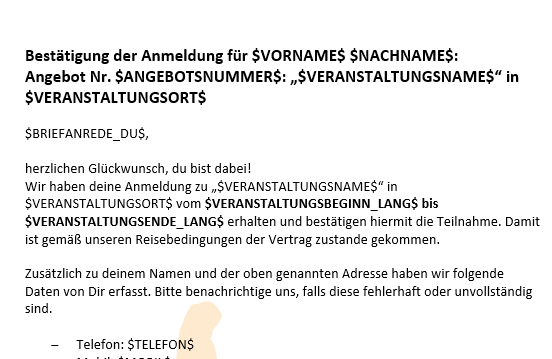 Bestätigung der Anmeldung für $VORNAME$ $NACHNAME$:
Angebot Nr. $ANGEBOTSNUMMER$: „$VERANSTALTUNGSNAME$“ in
$VERANSTALTUNGSORT$
$BRIEFANREDE_DU$,
herzlichen Glückwunsch, du bist dabei!
Wir haben deine Anmeldung zu „$VERANSTALTUNGSNAME$“ in
$VERANSTALTUNGSORT$ vom $VERANSTALTUNGSBEGINN_LANG$ bis
$VERANSTALTUNGSENDE_LANG$ erhalten und bestätigen hiermit die Teilnahme. Damit
ist gemäß unseren Reisebedingungen der Vertrag zustande gekommen.
Zusätzlich zu deinem Namen und der oben genannten Adresse haben wir folgende
Daten von Dir erfasst. Bitte benachrichtige uns, falls diese fehlerhaft oder unvollständig
sind.
– Telefon: $TELEFON$